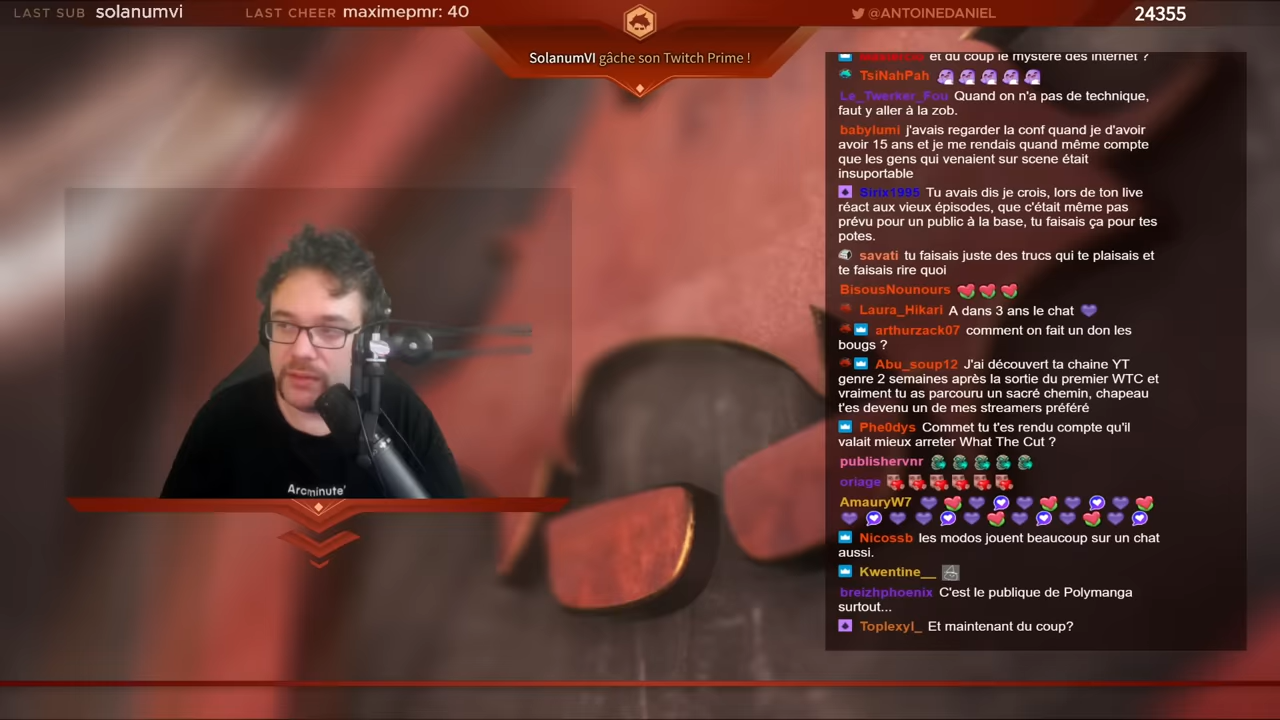 LAST SUB solanumvi LAST CHEER maximepmr: 40 @ANTOINEDANIEL 24355
SolanumVI gâche son Twitch Prime !
et du coup le mystère des internet ?
TsiNahPah
Le_Twerker_Fou Quand on n'a pas de technique,
faut y aller à la zob.
babylumi j'avais regarder la conf quand je d'avoir
avoir 15 ans et je me rendais quand même compte
que les gens qui venaient sur scene était
insuportable
Sirix1995 Tu avais dis je crois, lors de ton live
réact aux vieux épisodes, que c'était même pas
prévu pour un public à la base, tu faisais ça pour tes
potes.
savati tu faisais juste des trucs qui te plaisais et
te faisais rire quoi
BisousNounours
Laura_Hikari A dans 3 ans le chat
arthurzack07 comment on fait un don les
bougs ?
Abu_soup12 J'ai découvert ta chaine YT
genre 2 semaines après la sortie du premier WTC et
vraiment tu as parcouru un sacré chemin, chapeau
t'es devenu un de mes streamers préféré
Phe0dys Commet tu t'es rendu compte qu'il
valait mieux arreter What The Cut ?
publishervnr
oriage
AmauryW7
Nicossb les modos jouent beaucoup sur un chat
aussi.
Kwentine__
breizhphoenix C'est le publique de Polymanga
surtout...
Toplexyl_ Et maintenant du coup?
Arcminute'